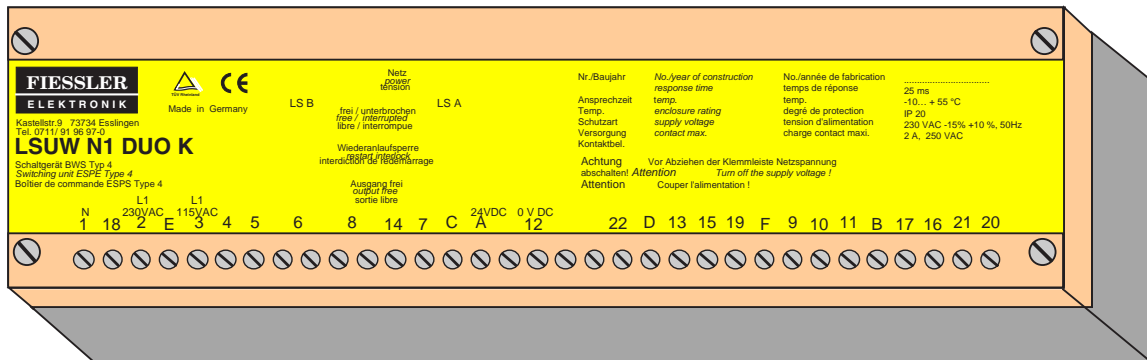 FIESSLER
ELEKTRONIK
Kastellstr.9 73734 Esslingen
Tel. 0711/ 91 96 97-0
LSUW N1 DUO K
Schaltgerät BWS Typ 4
Switching unit ESPE Type 4
Boîtier de commande ESPS Type 4
TÜV Rheinland
CE
Made in Germany
LS B
Netz
power
tension
frei / unterbrochen
free / interrupted
libre / interrompue
LS A
Wiederanlaufsperre
restart interlock
interdiction de redémarrage
Ausgang frei
output free
sortie libre
Nr./Baujahr No./year of construction No./année de fabrication ..................................
response time temps de réponse 25 ms
Ansprechzeit temp. temp. -10... + 55 °C
Temp. enclosure rating degré de protection IP 20
Schutzart supply voltage tension d'alimentation 230 VAC -15% +10 %, 50Hz
Versorgung contact max. charge contact maxi. 2 A, 250 VAC
Kontaktbel.
Achtung Vor Abziehen der Klemmleiste Netzspannung
abschalten! Attention Turn off the supply voltage !
Attention Couper l'alimentation !
L1 L1
N 230VAC 115VAC 24VDC 0 V DC
1 18 2 E 3 4 5 6 8 14 7 C A 12 22 D 13 15 19 F 9 10 11 B 17 16 21 20